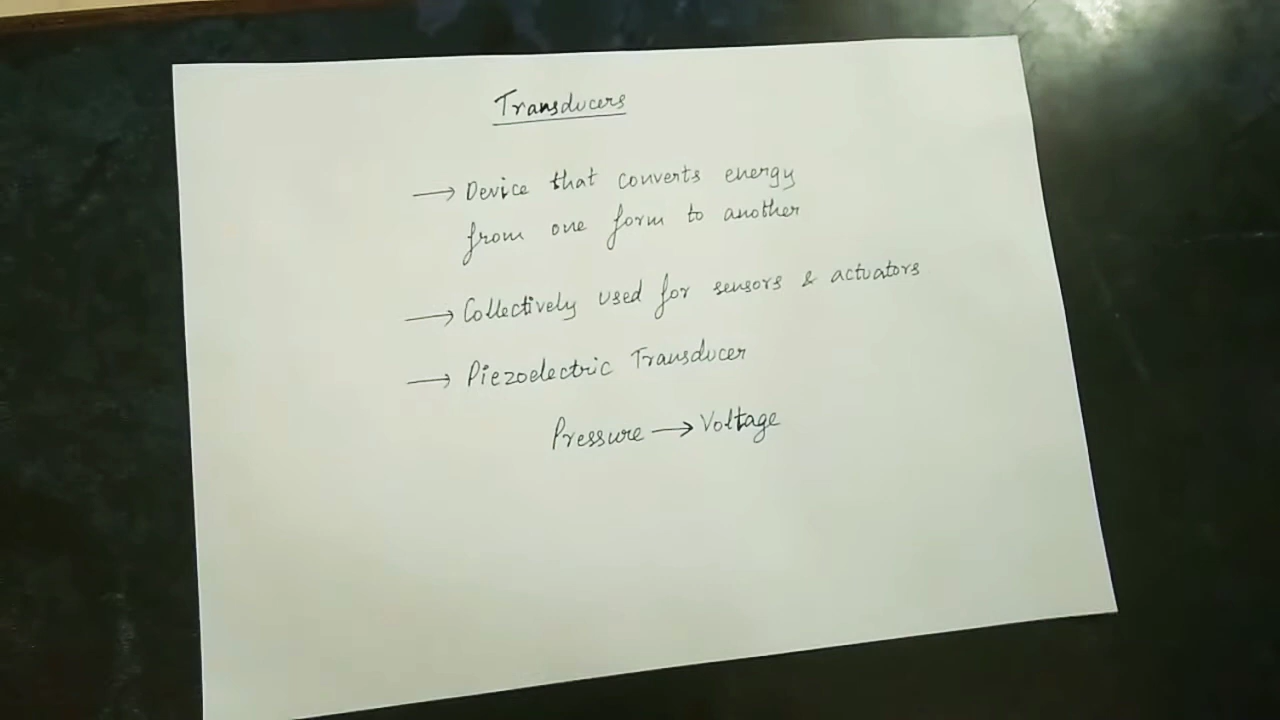 Transducers
→ Device that converts energy
from one form to another
→ Collectively used for sensors & actuators
→ Piezoelectric Transducer
Pressure → Voltage